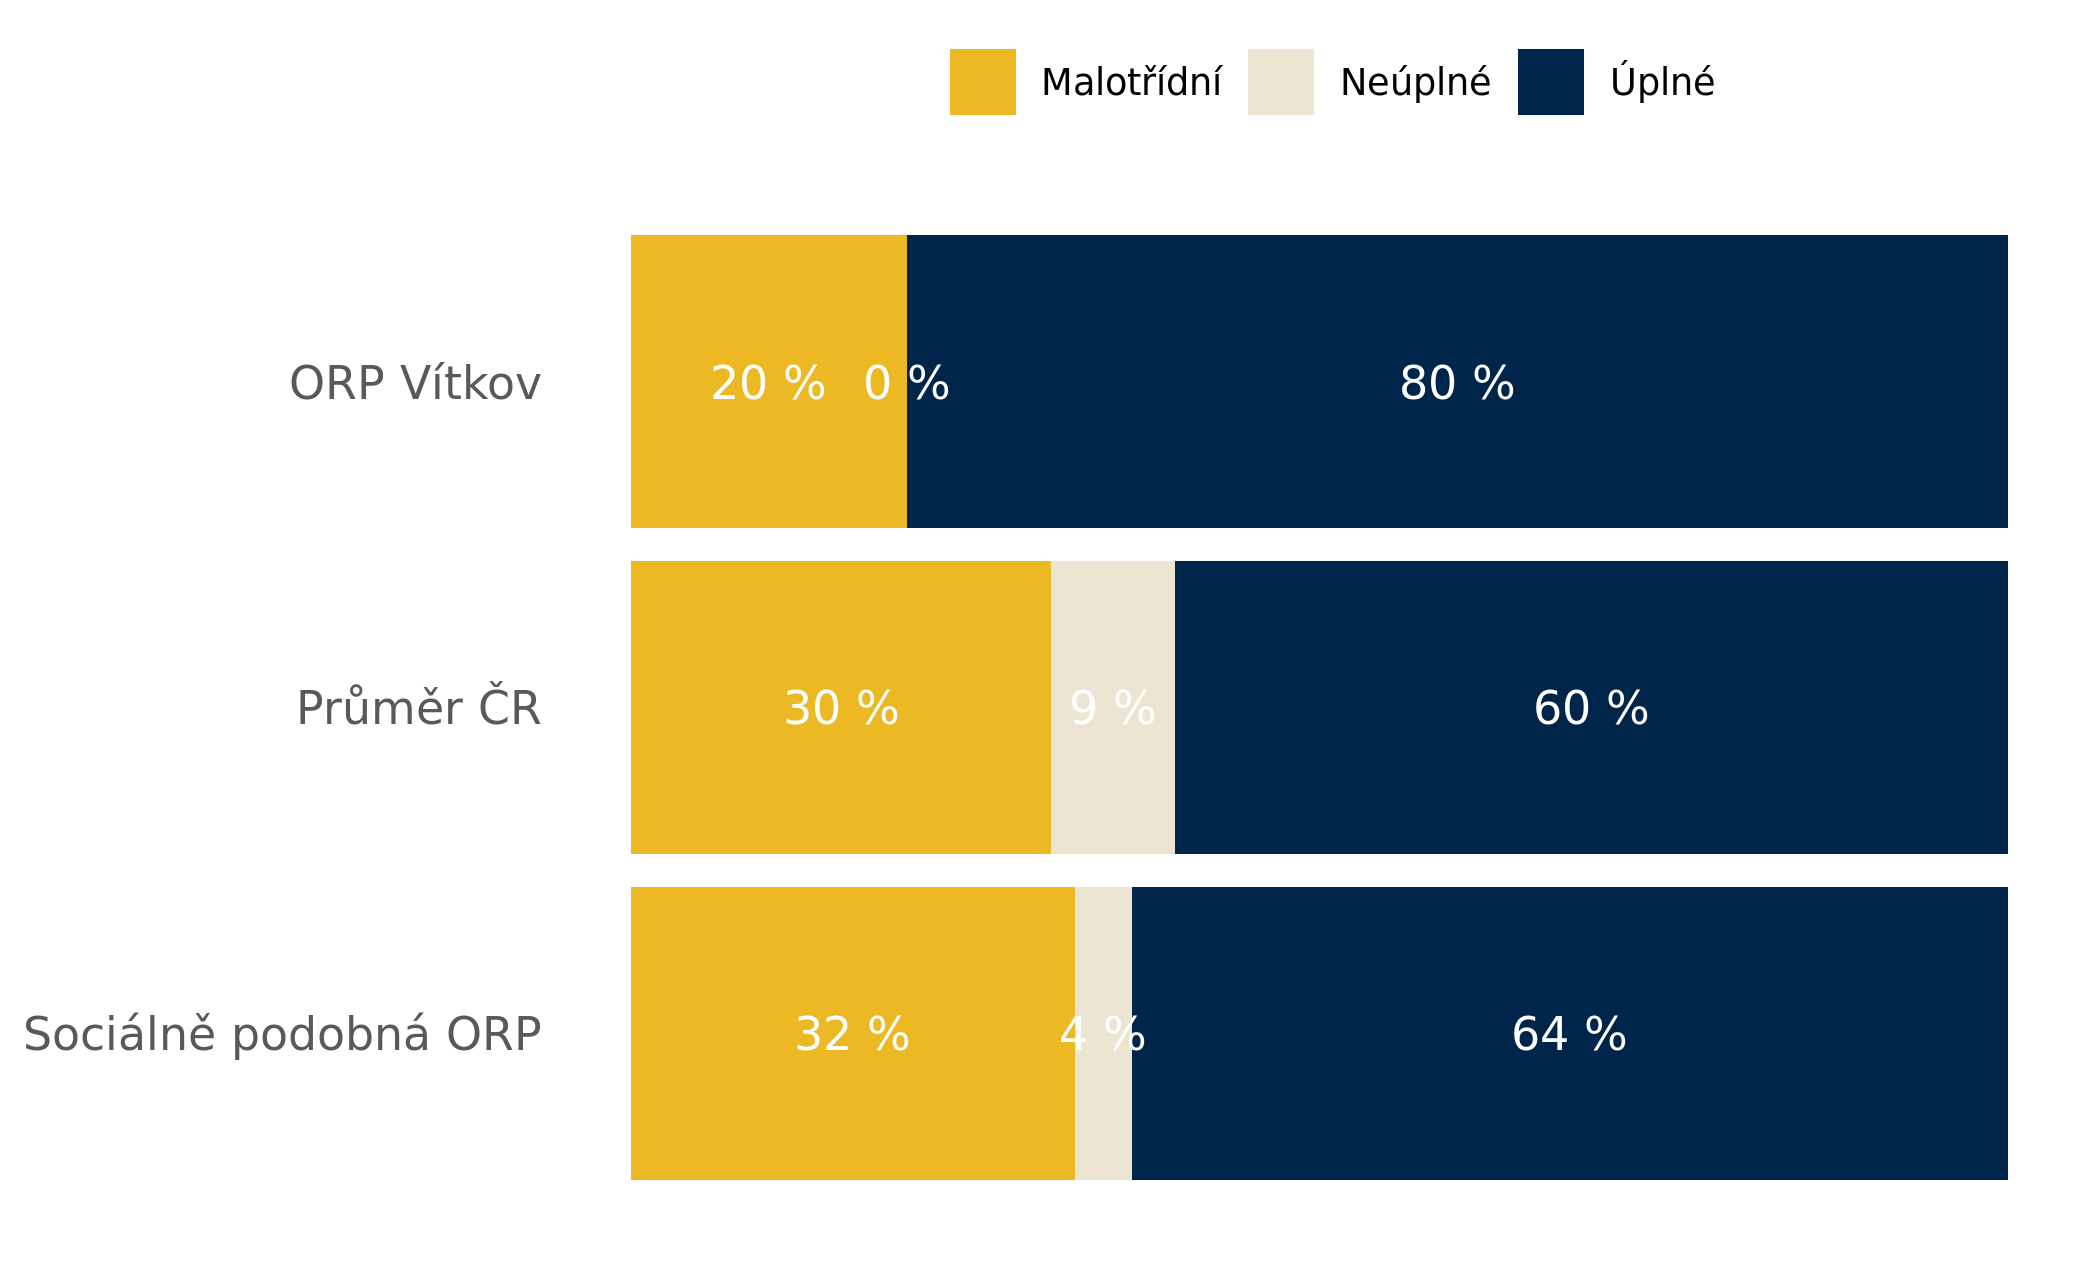 Malotřídní Neúplné Úplné
ORP Vítkov 20 % 0 % 80 %
Průměr ČR 30 % 9 % 60 %
Sociálně podobná ORP 32 % 4 % 64 %